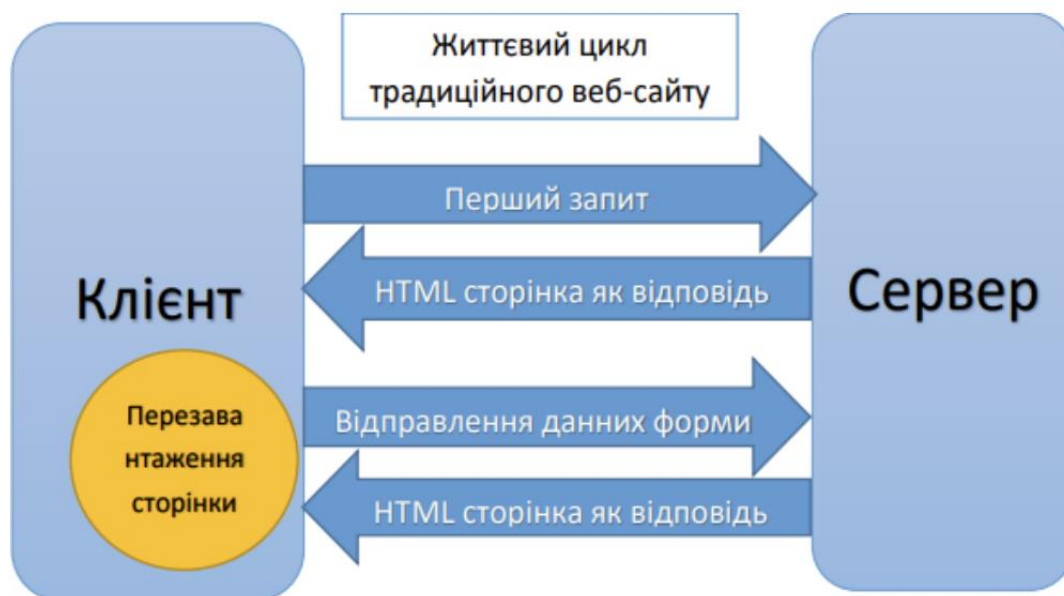 Життєвий цикл
традиційного веб-сайту
Перший запит
HTML сторінка як відповідь
Клієнт
Сервер
Перезава
нтаження
сторінки
Відправлення данних форми
HTML сторінка як відповідь